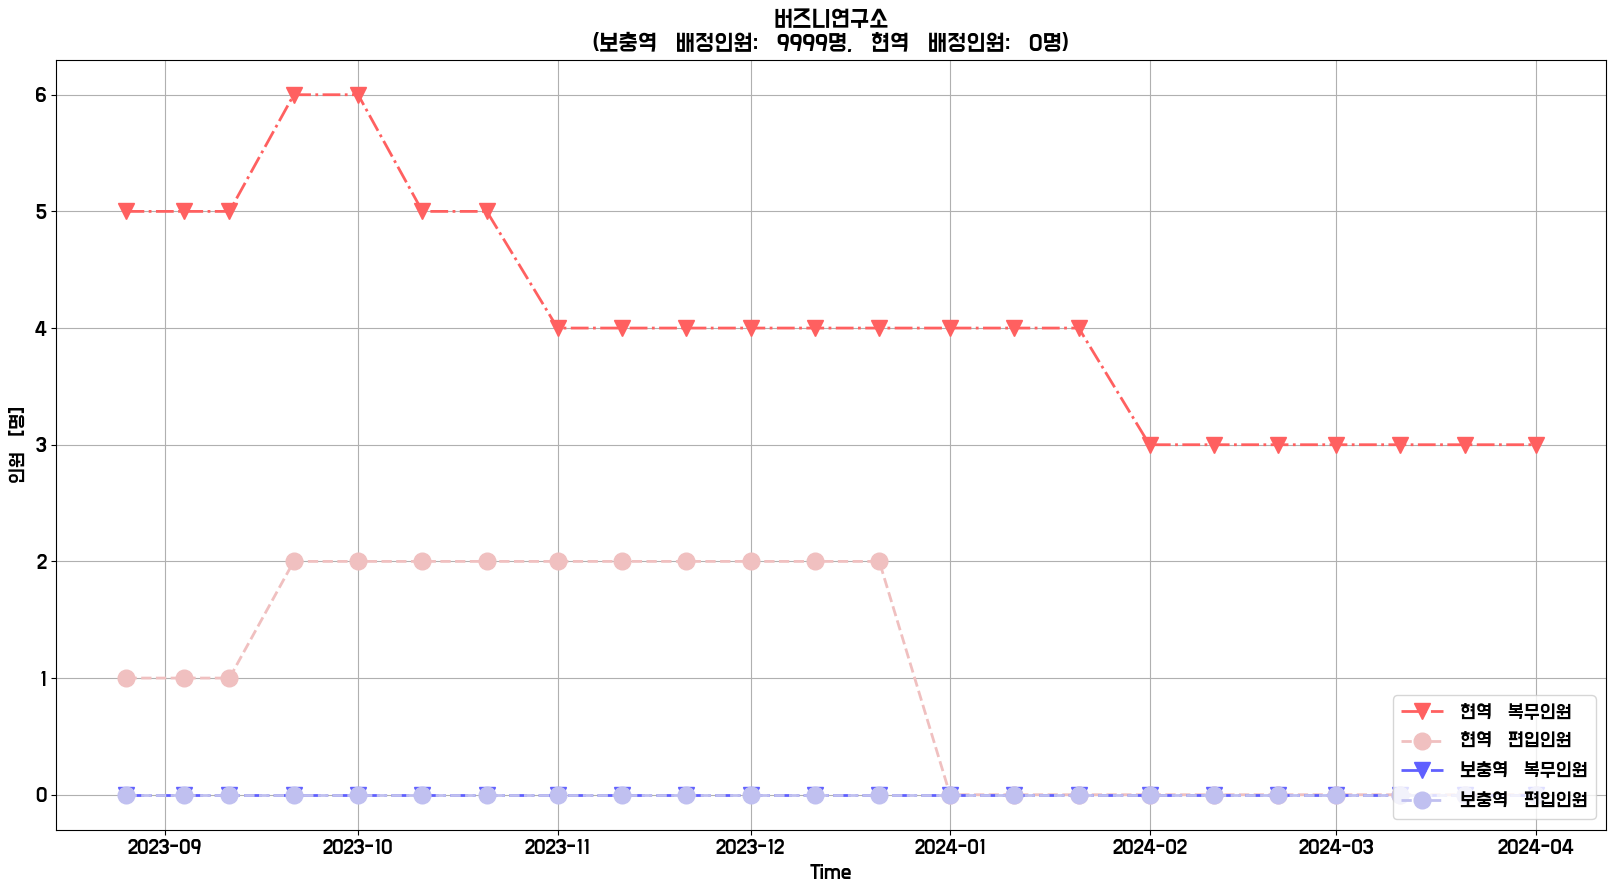 버즈니연구소
(보충역 배정인원: 9999명, 현역 배정인원: 0명)
인원 [명]
6
5
4
3
2
1
0
현역 복무인원
현역 편입인원
보충역 복무인원
보충역 편입인원
2023-09 2023-10 2023-11 2023-12 2024-01 2024-02 2024-03 2024-04
Time